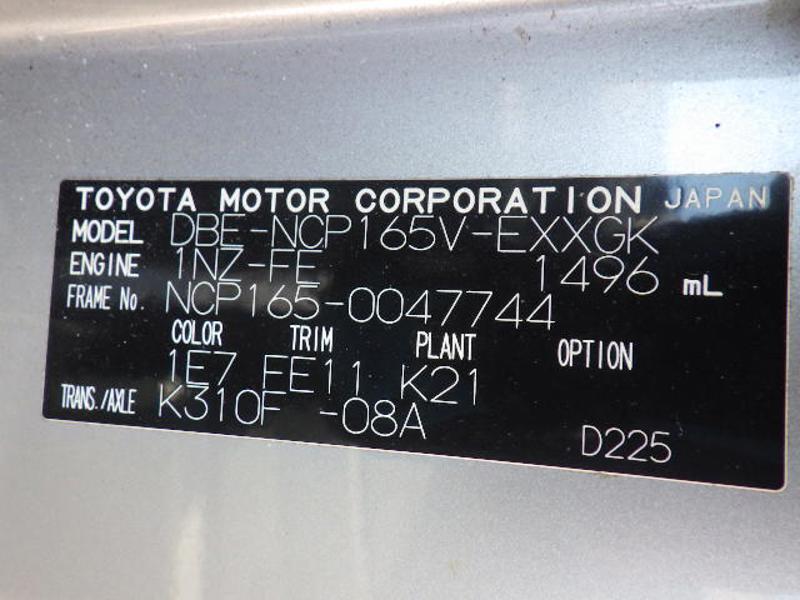 TOYOTA MOTOR CORPORATION JAPAN
MODEL DBE-NCP165V-EXXGK
ENGINE 1NZ-FE 1496 mL
FRAME No. NCP165-0047744
COLOR TRIM PLANT OPTION
1E7 EE11 K21
TRANS./AXLE K310F -08A
D225